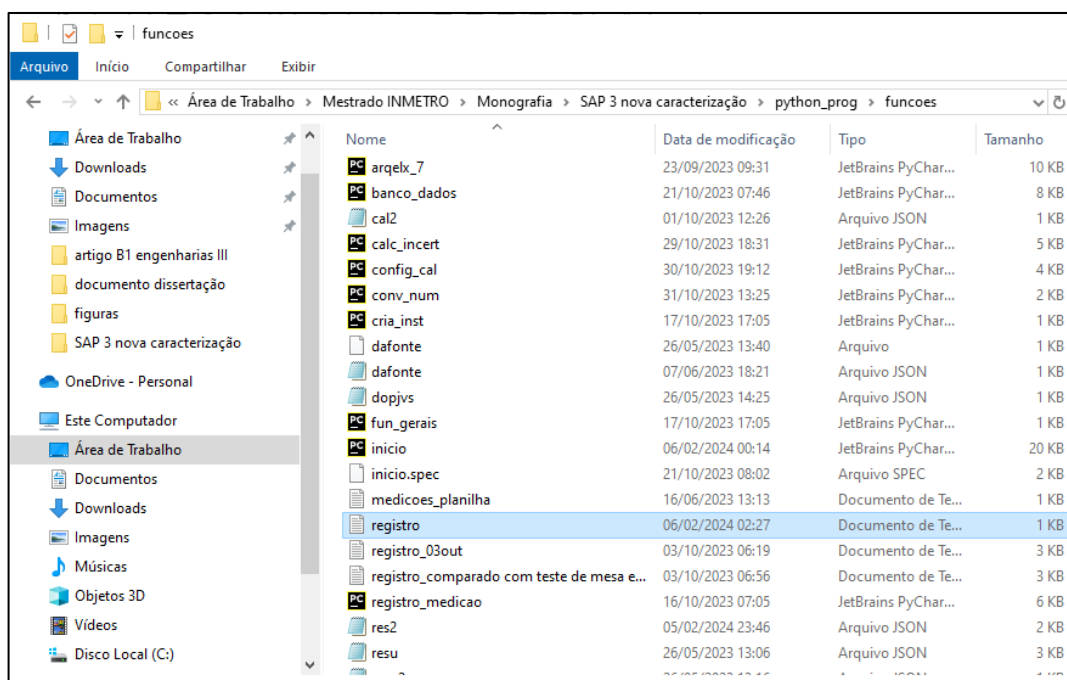 funcoes
Arquivo Início Compartilhar Exibir
« Área de Trabalho > Mestrado INMETRO > Monografia > SAP 3 nova caracterização > python_prog > funcoes
Área de Trabalho
Downloads
Documentos
Imagens
artigo B1 engenharias III
documento dissertação
figuras
SAP 3 nova caracterização
OneDrive - Personal
Este Computador
Área de Trabalho
Documentos
Downloads
Imagens
Músicas
Objetos 3D
Vídeos
Disco Local (C:)
Nome Data de modificação Tipo Tamanho
PC arqelx_7 23/09/2023 09:31 JetBrains PyChar... 10 KB
PC banco_dados 21/10/2023 07:46 JetBrains PyChar... 8 KB
cal2 01/10/2023 12:26 Arquivo JSON 1 KB
PC calc_incert 29/10/2023 18:31 JetBrains PyChar... 5 KB
PC config_cal 30/10/2023 19:12 JetBrains PyChar... 4 KB
PC conv_num 31/10/2023 13:25 JetBrains PyChar... 2 KB
PC cria_inst 17/10/2023 17:05 JetBrains PyChar... 1 KB
dafonte 26/05/2023 13:40 Arquivo 1 KB
dafonte 07/06/2023 18:21 Arquivo JSON 1 KB
dopjvs 26/05/2023 14:25 Arquivo JSON 1 KB
PC fun_gerais 17/10/2023 17:05 JetBrains PyChar... 1 KB
PC inicio 06/02/2024 00:14 JetBrains PyChar... 20 KB
inicio.spec 21/10/2023 08:02 Arquivo SPEC 2 KB
medicoes_planilha 16/06/2023 13:13 Documento de Te... 1 KB
registro 06/02/2024 02:27 Documento de Te... 1 KB
registro_03out 03/10/2023 06:19 Documento de Te... 3 KB
registro_comparado com teste de mesa e... 03/10/2023 06:56 Documento de Te... 3 KB
PC registro_medicao 16/10/2023 07:05 JetBrains PyChar... 6 KB
res2 05/02/2024 23:46 Arquivo JSON 2 KB
resu 26/05/2023 13:06 Arquivo JSON 3 KB